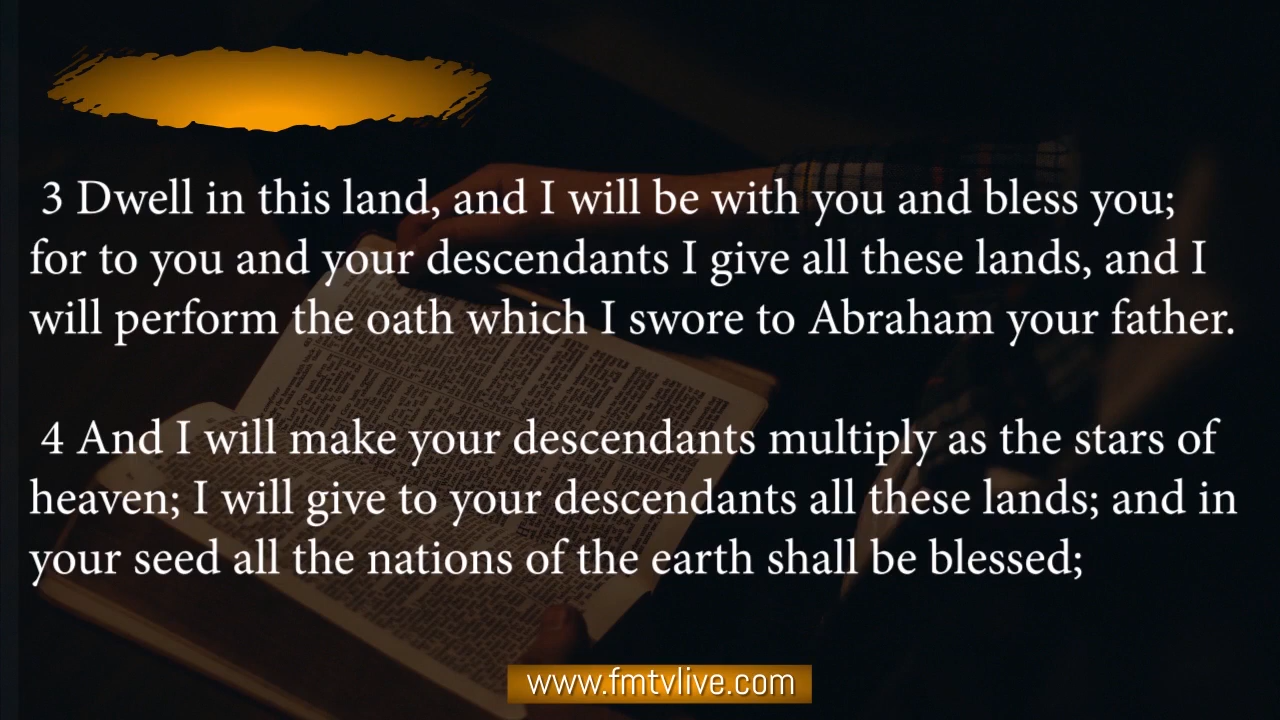 3 Dwell in this land, and I will be with you and bless you;
for to you and your descendants I give all these lands, and I
will perform the oath which I swore to Abraham your father.
4 And I will make your descendants multiply as the stars of
heaven; I will give to your descendants all these lands; and in
your seed all the nations of the earth shall be blessed;
www.fmtvlive.com